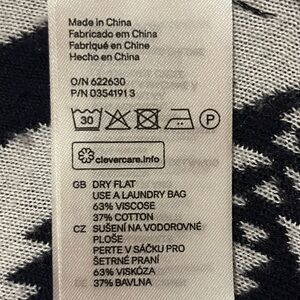 Made in China
Fabricado em China
Fabriqué en Chine
Hecho en China
O/N 622630
P/N 0354191 3
30
P
clevercare.info
GB DRY FLAT
USE A LAUNDRY BAG
63% VISCOSE
37% COTTON
CZ SUŠENÍ NA VODOROVNÉ
PLOŠE
PERTE V SÁČKU PRO
ŠETRNÉ PRANÍ
63% VISKÓZA
37% BAVLNA